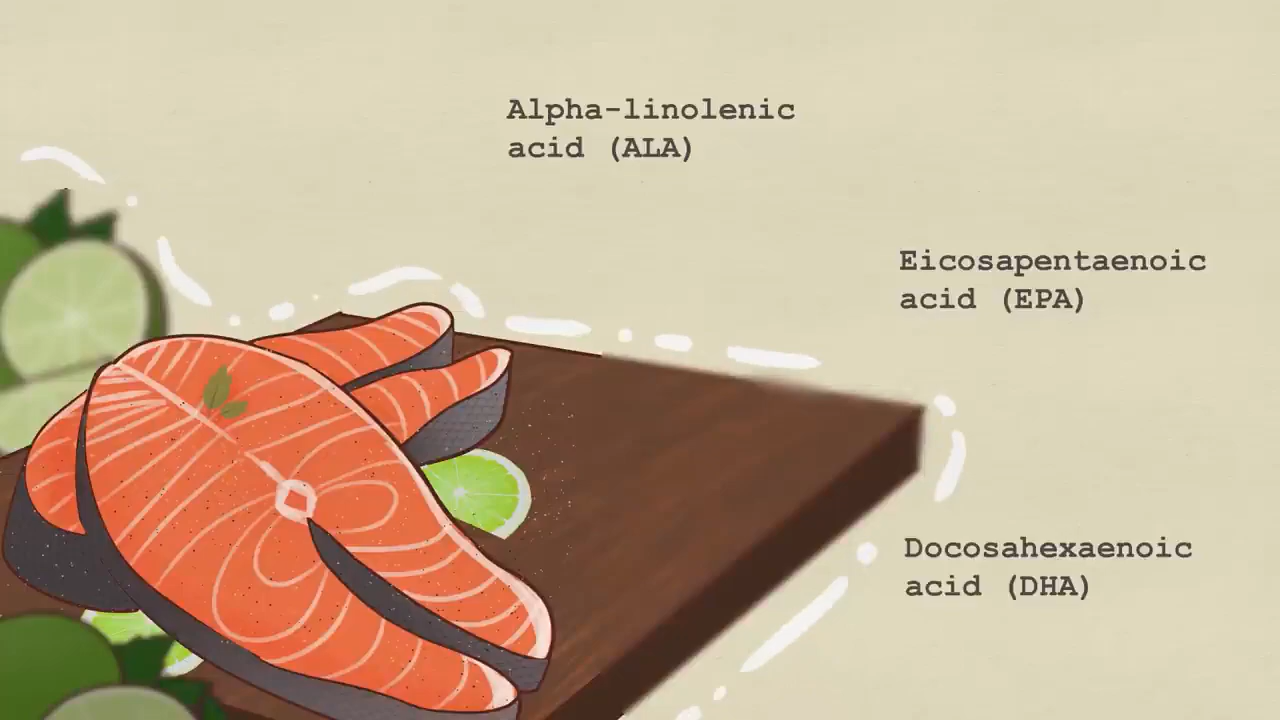 Alpha-linolenic
acid (ALA)
Eicosapentaenoic
acid (EPA)
Docosahexaenoic
acid (DHA)